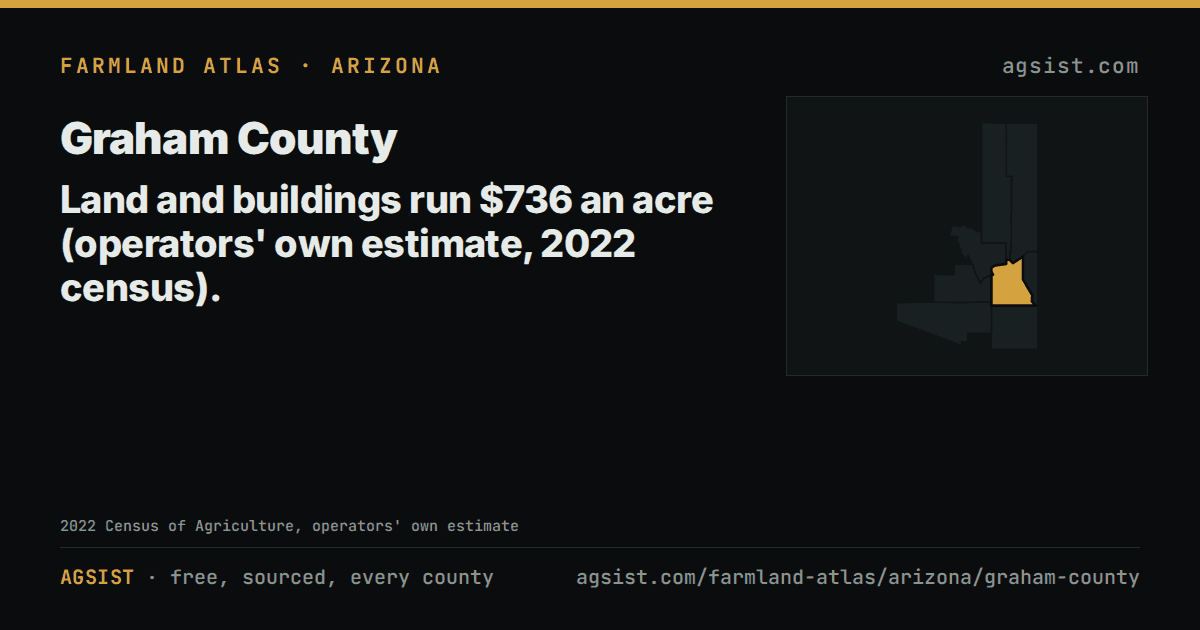 FARMLAND ATLAS · ARIZONA
agsist.com
Graham County
Land and buildings run $736 an acre
(operators' own estimate, 2022
census).
2022 Census of Agriculture, operators' own estimate
AGSIST · free, sourced, every county
agsist.com/farmland-atlas/arizona/graham-county